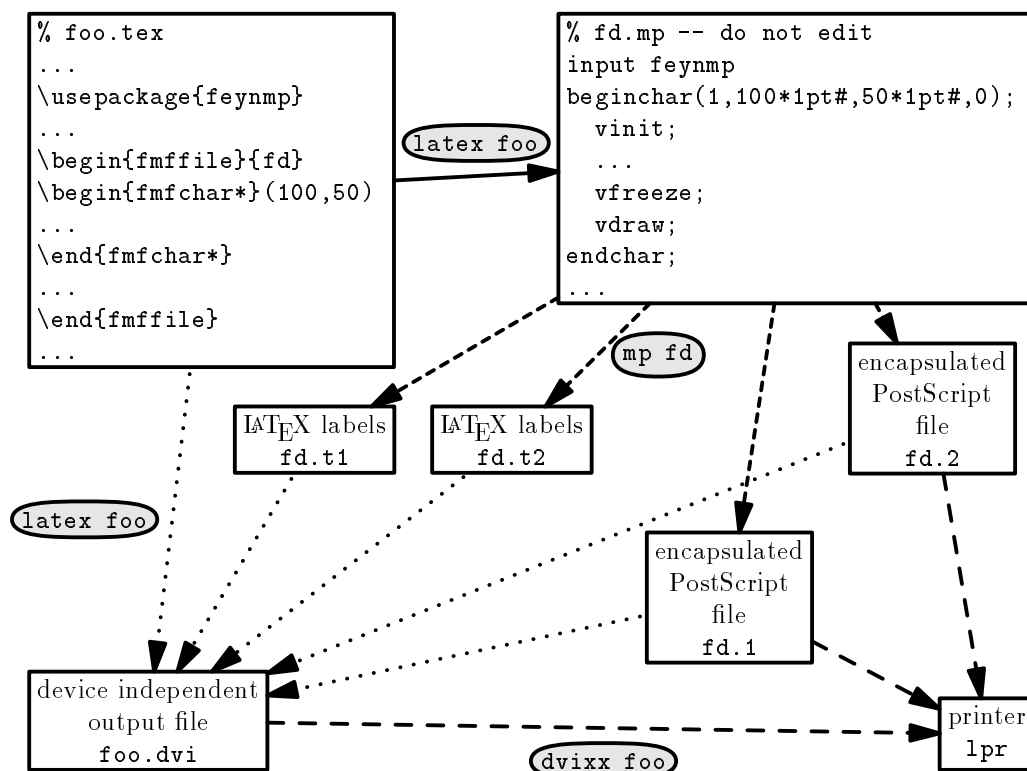 % foo.tex
...
\usepackage{feynmp}
...
\begin{fmffile}{fd}
\begin{fmfchar*}(100,50)
...
\end{fmfchar*}
...
\end{fmffile}
...
latex foo
% fd.mp -- do not edit
input feynmp
beginchar(1,100*1pt#,50*1pt#,0);
vinit;
...
vfreeze;
vdraw;
endchar;
...
mp fd
LATEX labels
fd.t1
LATEX labels
fd.t2
encapsulated
PostScript
file
fd.2
latex foo
encapsulated
PostScript
file
fd.1
device independent
output file
foo.dvi
dvixx foo
printer
lpr